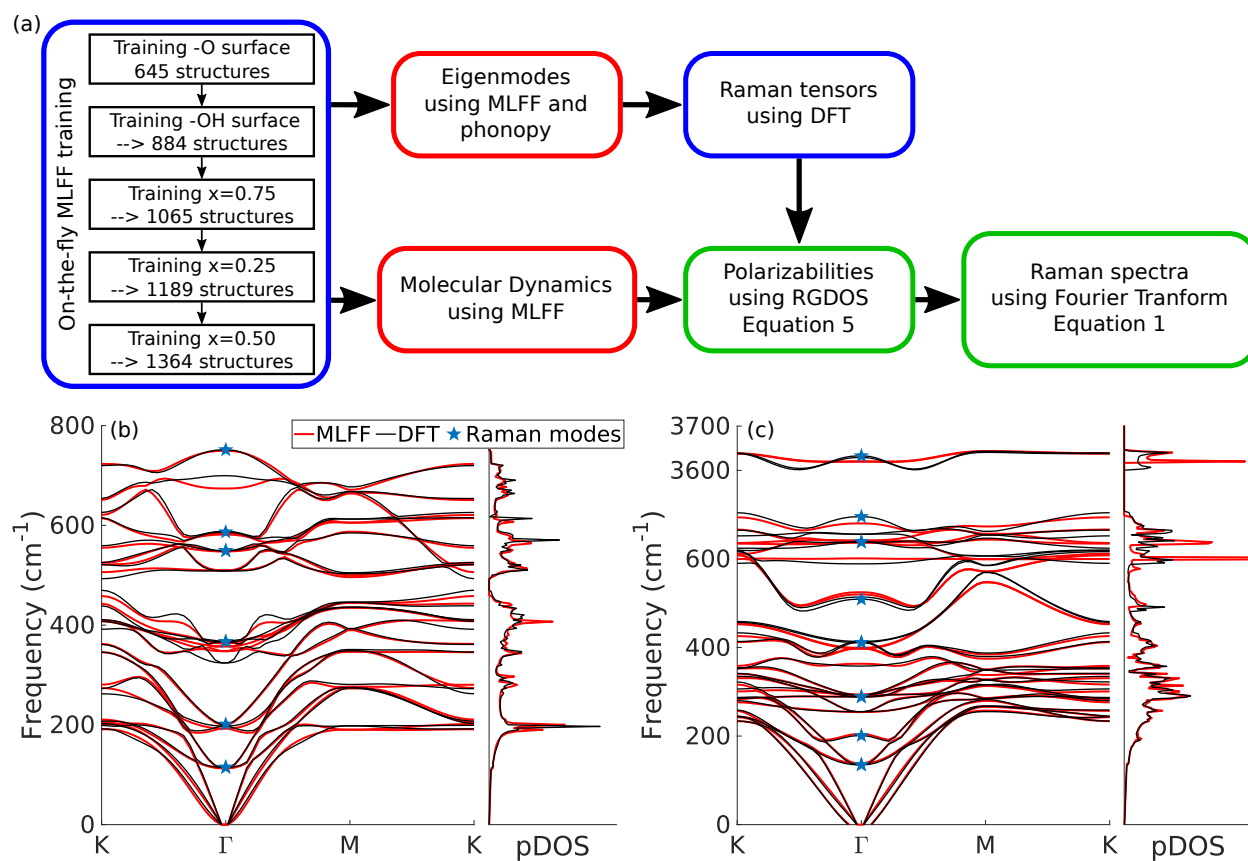 (a)
On-the-fly MLFF training
Training -O surface
645 structures
Training -OH surface
--> 884 structures
Training x=0.75
--> 1065 structures
Training x=0.25
--> 1189 structures
Training x=0.50
--> 1364 structures
Eigenmodes
using MLFF and
phonopy
Raman tensors
using DFT
Molecular Dynamics
using MLFF
Polarizabilities
using RGDOS
Equation 5
Raman spectra
using Fourier Tranform
Equation 1
(b)
MLFF DFT Raman modes
800
600
400
200
0
Frequency (cm-1)
K Γ M K
pDOS
(c)
3700
3600
600
400
200
0
Frequency (cm-1)
K Γ M K
pDOS